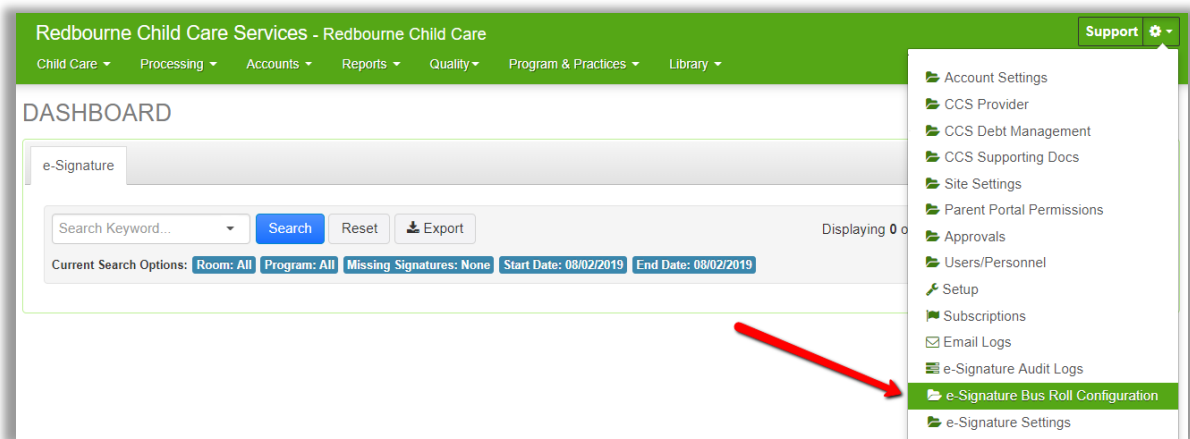 Redbourne Child Care Services - Redbourne Child Care
Support
Child Care
Processing
Accounts
Reports
Quality
Program & Practices
Library
DASHBOARD
e-Signature
Search Keyword...
Search
Reset
Export
Displaying 0 o
Current Search Options: Room: All Program: All Missing Signatures: None Start Date: 08/02/2019 End Date: 08/02/2019
Account Settings
CCS Provider
CCS Debt Management
CCS Supporting Docs
Site Settings
Parent Portal Permissions
Approvals
Users/Personnel
Setup
Subscriptions
Email Logs
e-Signature Audit Logs
e-Signature Bus Roll Configuration
e-Signature Settings